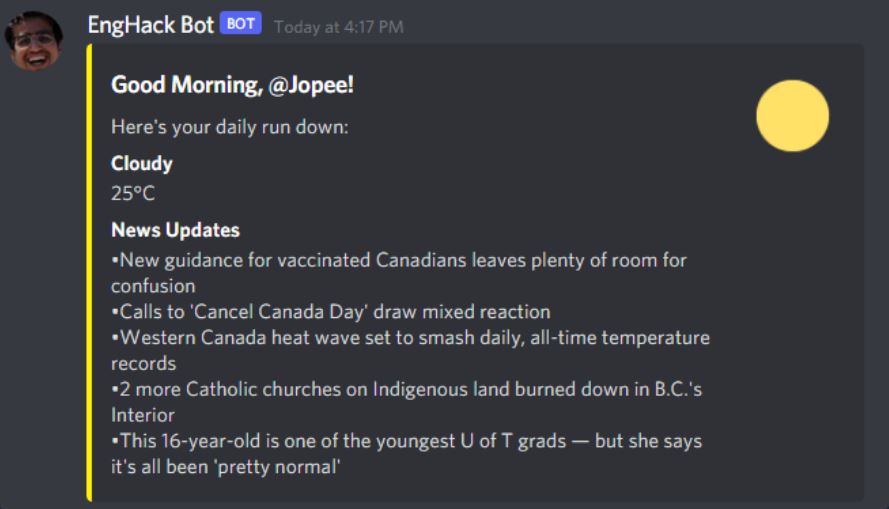 EngHack Bot BOT Today at 4:17 PM
Good Morning, @Jopee!
Here's your daily run down:
Cloudy
25°C
News Updates
•New guidance for vaccinated Canadians leaves plenty of room for
confusion
•Calls to 'Cancel Canada Day' draw mixed reaction
•Western Canada heat wave set to smash daily, all-time temperature
records
•2 more Catholic churches on Indigenous land burned down in B.C.'s
Interior
•This 16-year-old is one of the youngest U of T grads — but she says
it's all been 'pretty normal'